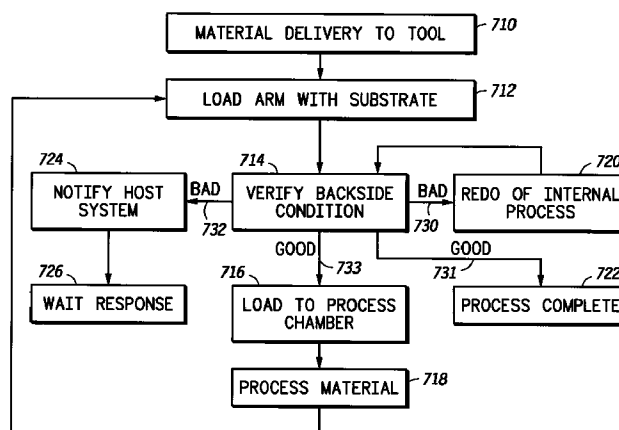 MATERIAL DELIVERY TO TOOL
710
LOAD ARM WITH SUBSTRATE
712
724
NOTIFY HOST
SYSTEM
BAD
732
714
VERIFY BACKSIDE
CONDITION
BAD
730
720
REDO OF INTERNAL
PROCESS
GOOD
733
GOOD
731
726
WAIT RESPONSE
716
LOAD TO PROCESS
CHAMBER
722
PROCESS COMPLETE
PROCESS MATERIAL
718